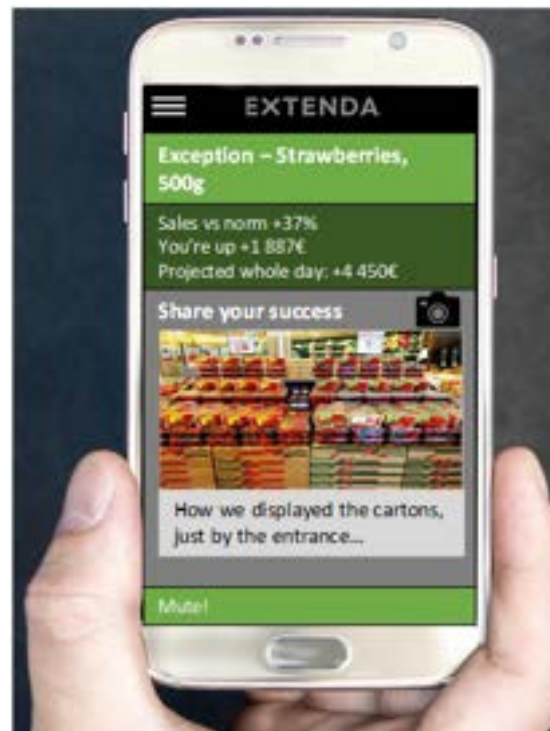 EXTENDA
Exception – Strawberries,
500g
Sales vs norm +37%
You're up +1 887€
Projected whole day: +4 450€
Share your success
How we displayed the cartons,
just by the entrance...
Mute!